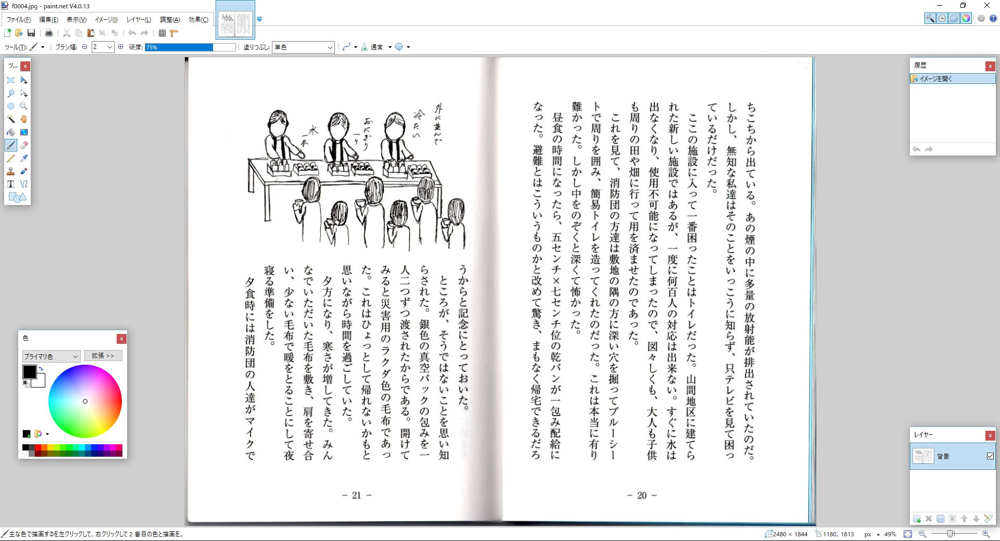 f0004.jpg - paint.net V4.0.13
ファイル(F) 編集(E) 表示(V) イメージ(I) レイヤー(L) 調整(A) 効果(C)
ツール(T): ブラシ幅: 2 硬度: 75% 塗りつぶし: 単色 通常
ツ...
履歴
イメージを開く
ちこちから出ている。あの煙の中に多量の放射能が排出されていたのだ。
しかし、無知な私達はそのことをいっこうに知らず、只テレビを見て困っ
ているだけだった。
ここの施設に入って一番困ったことはトイレだった。山間地区に建てら
れた新しい施設ではあるが、一度に何百人の対応は出来ない。すぐに水は
出なくなり、使用不可能になってしまったので、図々しくも、大人も子供
も周りの田や畑に行って用を済ませたのであった。
これを見て、消防団の方達は敷地の隅の方に深い穴を掘ってブルーシー
トで周りを囲み、簡易トイレを造ってくれたのだった。これは本当に有り
難かった。しかし中をのぞくと深くて怖かった。
昼食の時間になったら、五センチ×七センチ位の乾パンが一包み配給に
なった。避難とはこういうものかと改めて驚き、まもなく帰宅できるだろ
- 20 -
外に並んで
冷たい
おにぎり
一ケ
水
一本
うからと記念にとっておいた。
ところが、そうではないことを思い知
らされた。銀色の真空パックの包みを一
人二つずつ渡されたからである。開けて
みると災害用のラクダ色の毛布であっ
た。これはひょっとして帰れないかもと
思いながら時間を過ごしていた。
夕方になり、寒さが増してきた。みん
なでいただいた毛布を敷き、肩を寄せ合
い、少ない毛布で暖をとることにして夜
寝る準備をした。
夕食時には消防団の人達がマイクで
- 21 -
色
プライマリ色
拡張 >>
レイヤー
背景
主な色で描画するを左クリックして、右クリックして 2 番目の色と描画を。
2480 × 1844
1180、1813
px
49%